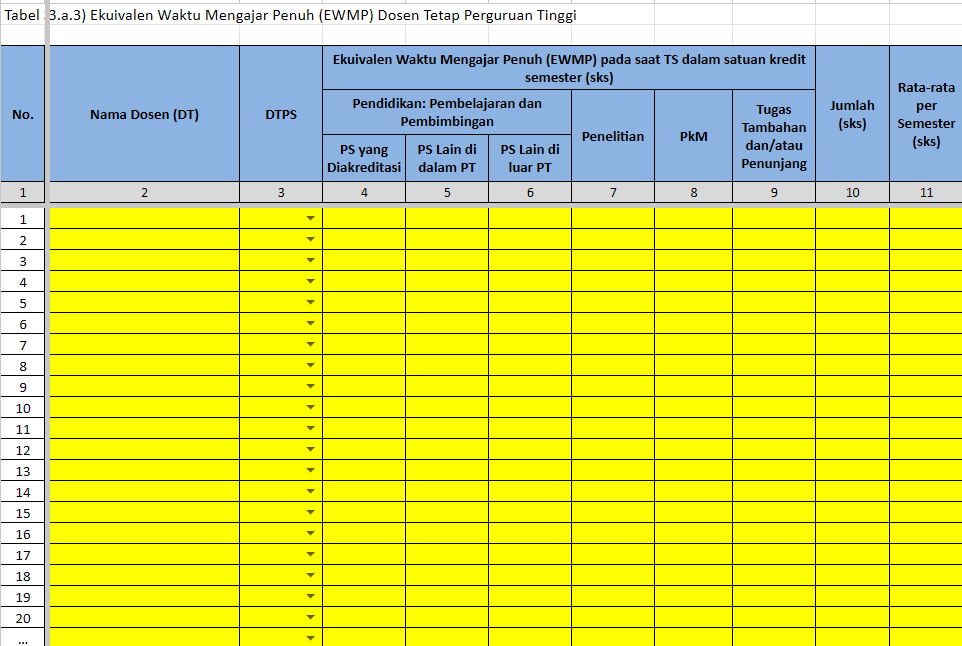 Tabel 3.a.3) Ekuivalen Waktu Mengajar Penuh (EWMP) Dosen Tetap Perguruan Tinggi
No.
Nama Dosen (DT)
DTPS
Ekuivalen Waktu Mengajar Penuh (EWMP) pada saat TS dalam satuan kredit
semester (sks)
Pendidikan: Pembelajaran dan
Pembimbingan
PS yang
Diakreditasi
PS Lain di
dalam PT
PS Lain di
luar PT
Penelitian
PkM
Tugas
Tambahan
dan/atau
Penunjang
Jumlah
(sks)
Rata-rata
per
Semester
(sks)
1 2 3 4 5 6 7 8 9 10 11
1
2
3
4
5
6
7
8
9
10
11
12
13
14
15
16
17
18
19
20
...